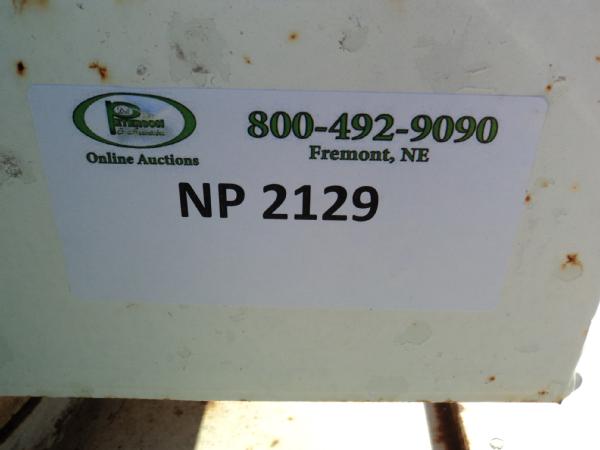 800-492-9090
Online Auctions
Fremont, NE
NP 2129